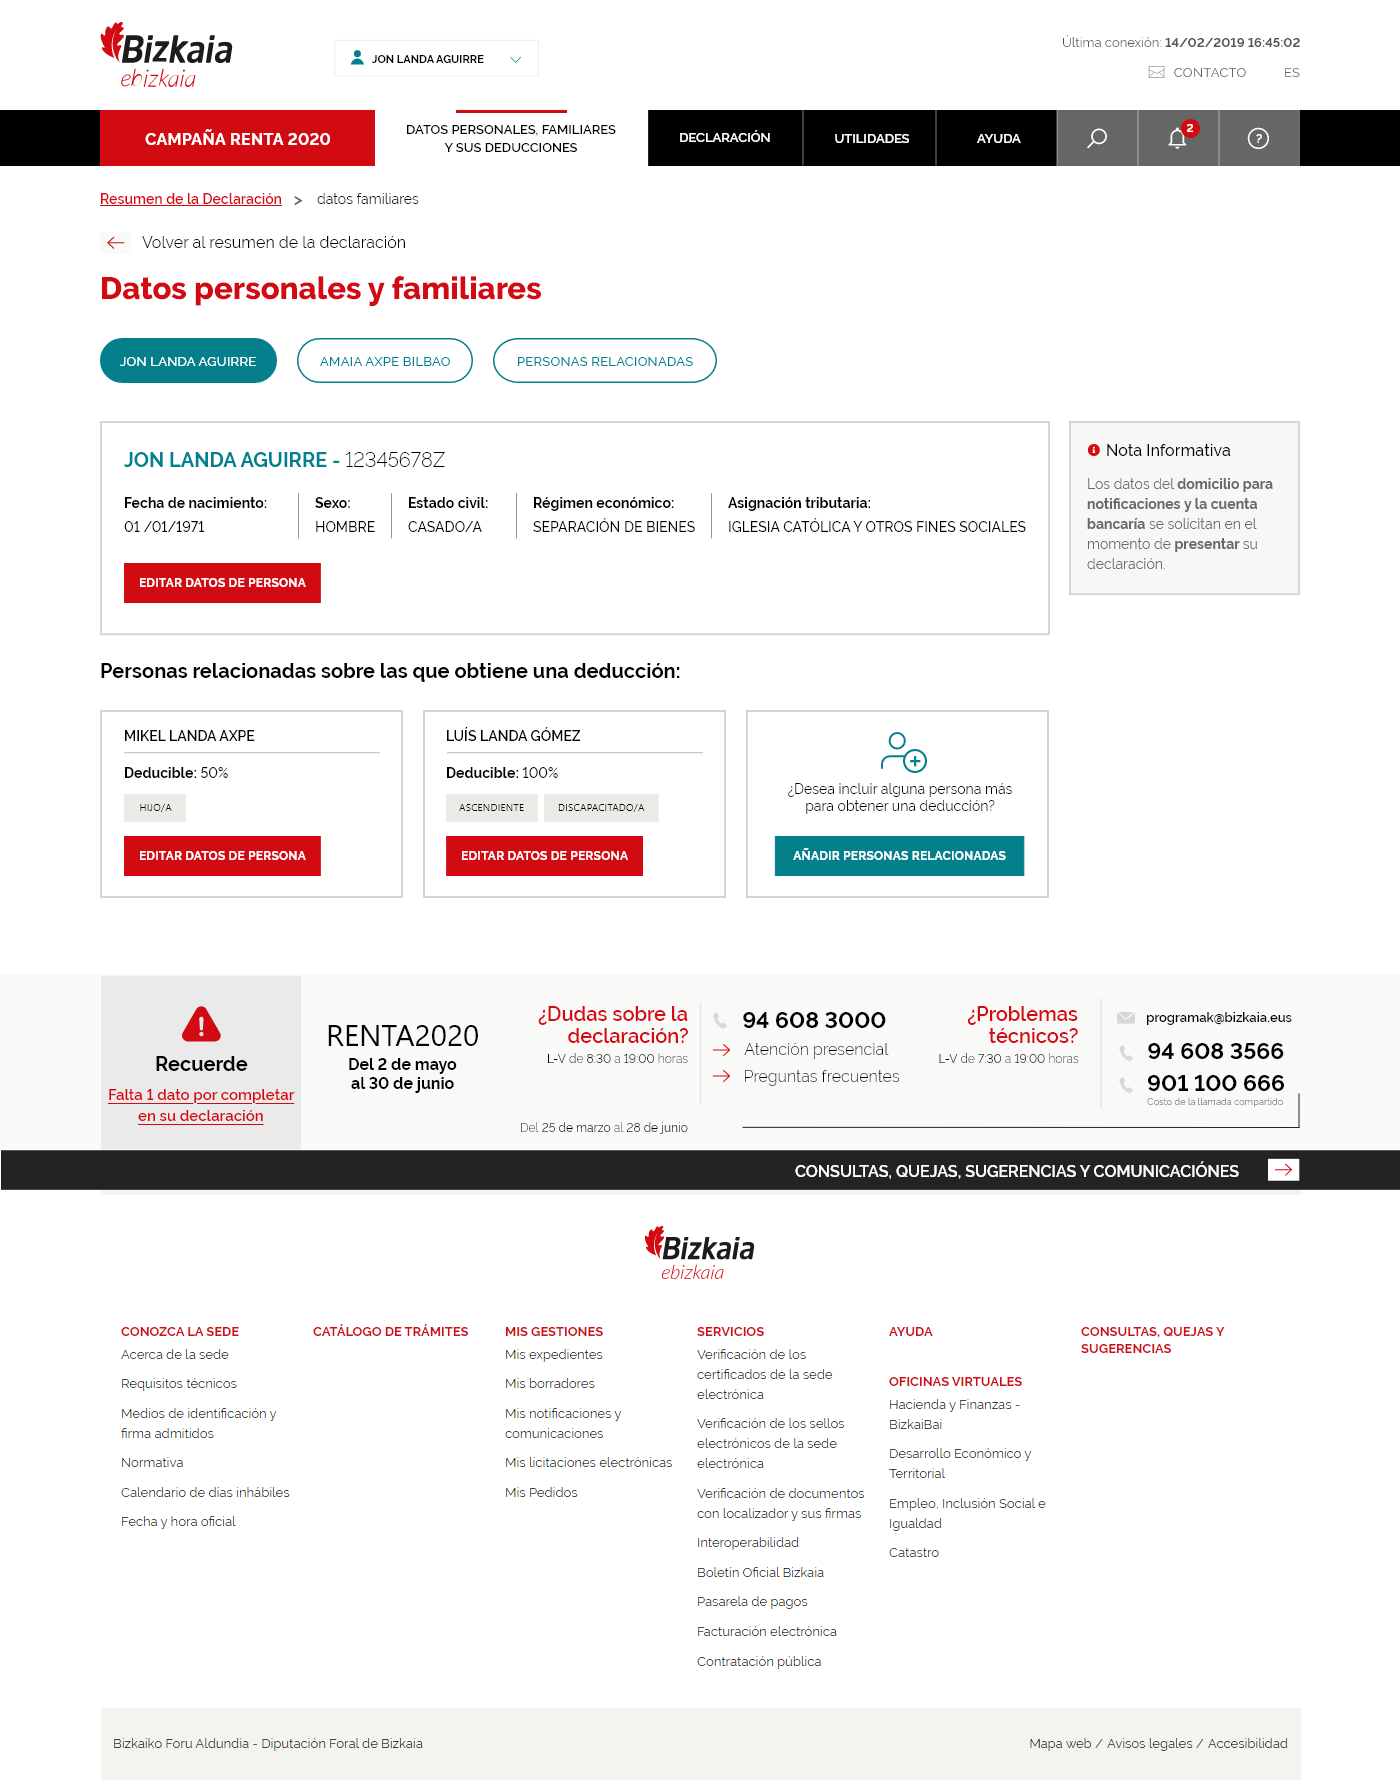 Bizkaia
ebizkaia
JON LANDA AGUIRRE
Última conexión: 14/02/2019 16:45:02
CONTACTO
ES
CAMPAÑA RENTA 2020
DATOS PERSONALES, FAMILIARES
Y SUS DEDUCCIONES
DECLARACIÓN
UTILIDADES
AYUDA
2
?
Resumen de la Declaración > datos familiares
Volver al resumen de la declaración
Datos personales y familiares
JON LANDA AGUIRRE
AMAIA AXPE BILBAO
PERSONAS RELACIONADAS
JON LANDA AGUIRRE - 12345678Z
Fecha de nacimiento:
01 /01/1971
Sexo:
HOMBRE
Estado civil:
CASADO/A
Régimen económico:
SEPARACIÓN DE BIENES
Asignación tributaria:
IGLESIA CATÓLICA Y OTROS FINES SOCIALES
EDITAR DATOS DE PERSONA
Nota Informativa
Los datos del domicilio para
notificaciones y la cuenta
bancaría se solicitan en el
momento de presentar su
declaración.
Personas relacionadas sobre las que obtiene una deducción:
MIKEL LANDA AXPE
Deducible: 50%
HIJO/A
EDITAR DATOS DE PERSONA
LUÍS LANDA GÓMEZ
Deducible: 100%
ASCENDIENTE
DISCAPACITADO/A
EDITAR DATOS DE PERSONA
¿Desea incluir alguna persona más
para obtener una deducción?
AÑADIR PERSONAS RELACIONADAS
Recuerde
Falta 1 dato por completar
en su declaración
RENTA2020
Del 2 de mayo
al 30 de junio
¿Dudas sobre la
declaración?
L-V de 8:30 a 19:00 horas
Del 25 de marzo al 28 de junio
94 608 3000
Atención presencial
Preguntas frecuentes
¿Problemas
técnicos?
L-V de 7:30 a 19:00 horas
programak@bizkaia.eus
94 608 3566
901 100 666
Costo de la llamada compartido
CONSULTAS, QUEJAS, SUGERENCIAS Y COMUNICACIÓNES
Bizkaia
ebizkaia
CONOZCA LA SEDE
Acerca de la sede
Requisitos técnicos
Medios de identificación y
firma admitidos
Normativa
Calendario de días inhábiles
Fecha y hora oficial
CATÁLOGO DE TRÁMITES
MIS GESTIONES
Mis expedientes
Mis borradores
Mis notificaciones y
comunicaciones
Mis licitaciones electrónicas
Mis Pedidos
SERVICIOS
Verificación de los
certificados de la sede
electrónica
Verificación de los sellos
electrónicos de la sede
electrónica
Verificación de documentos
con localizador y sus firmas
Interoperabilidad
Boletín Oficial Bizkaia
Pasarela de pagos
Facturación electrónica
Contratación pública
AYUDA
OFICINAS VIRTUALES
Hacienda y Finanzas -
BizkaiBai
Desarrollo Económico y
Territorial
Empleo, Inclusión Social e
Igualdad
Catastro
CONSULTAS, QUEJAS Y
SUGERENCIAS
Bizkaiko Foru Aldundia - Diputación Foral de Bizkaia
Mapa web / Avisos legales / Accesibilidad